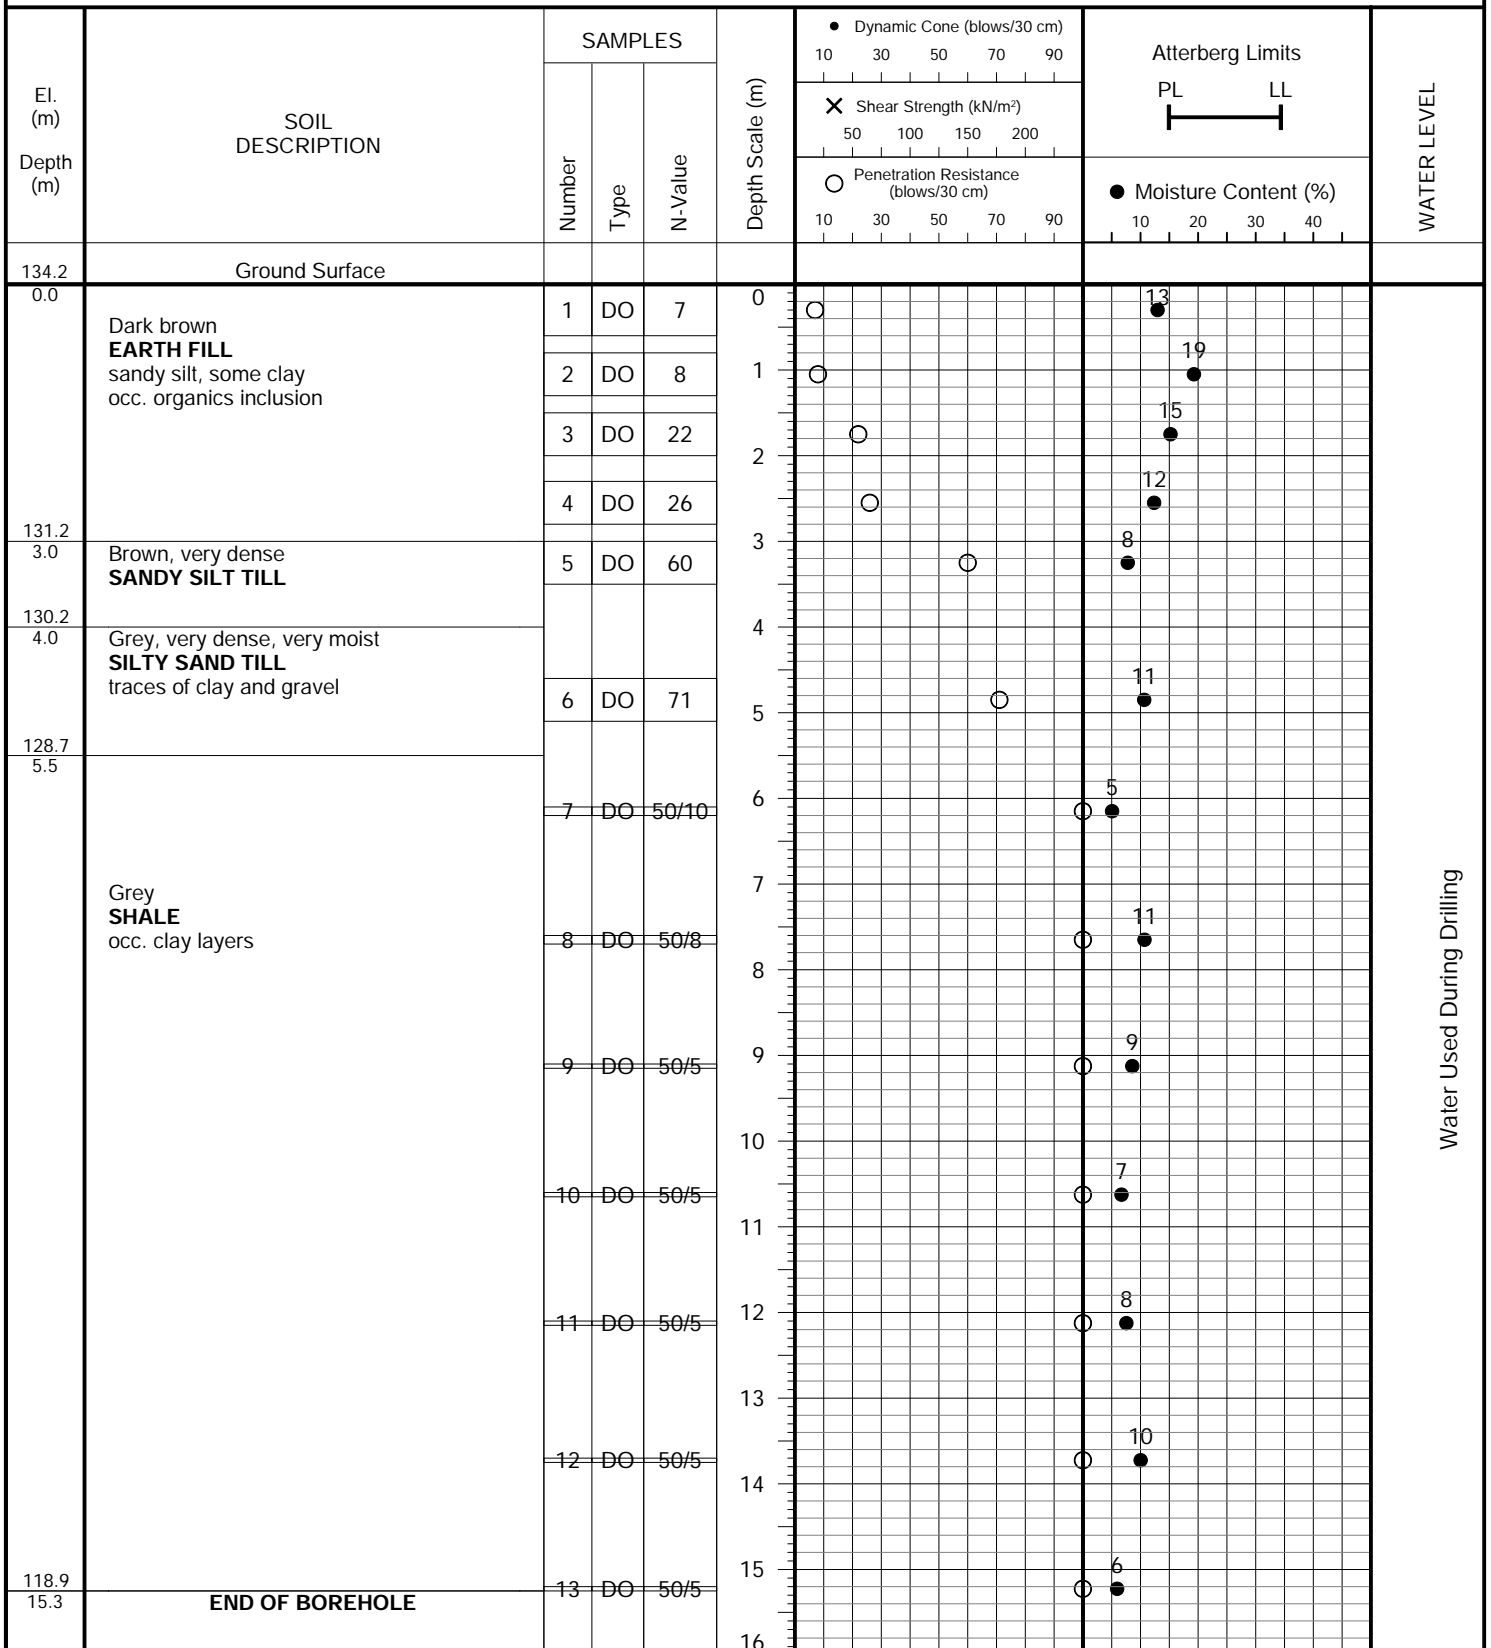 El.
(m)
Depth
(m)
SOIL
DESCRIPTION
SAMPLES
Number
Type
N-Value
Depth Scale (m)
Dynamic Cone (blows/30 cm)
10 30 50 70 90
Shear Strength (kN/m²)
50 100 150 200
Penetration Resistance
(blows/30 cm)
10 30 50 70 90
Atterberg Limits
PL LL
Moisture Content (%)
10 20 30 40
WATER LEVEL
134.2 Ground Surface
0.0 0
1 DO 7 13
Dark brown
EARTH FILL
sandy silt, some clay
occ. organics inclusion
19
2 DO 8 1
15
3 DO 22
2
12
4 DO 26
131.2
3.0 Brown, very dense 3 8
SANDY SILT TILL
5 DO 60
130.2
4.0 Grey, very dense, very moist 4
SILTY SAND TILL
traces of clay and gravel
11
6 DO 71
5
128.7
5.5
5
6
7 DO 50/10
7
Grey
SHALE
occ. clay layers
11
8 DO 50/8
8
9
9
9 DO 50/5
Water Used During Drilling
10
7
10 DO 50/5
11
8
12
11 DO 50/5
13
10
12 DO 50/5
14
15 6
118.9
13 DO 50/5
15.3 END OF BOREHOLE
16